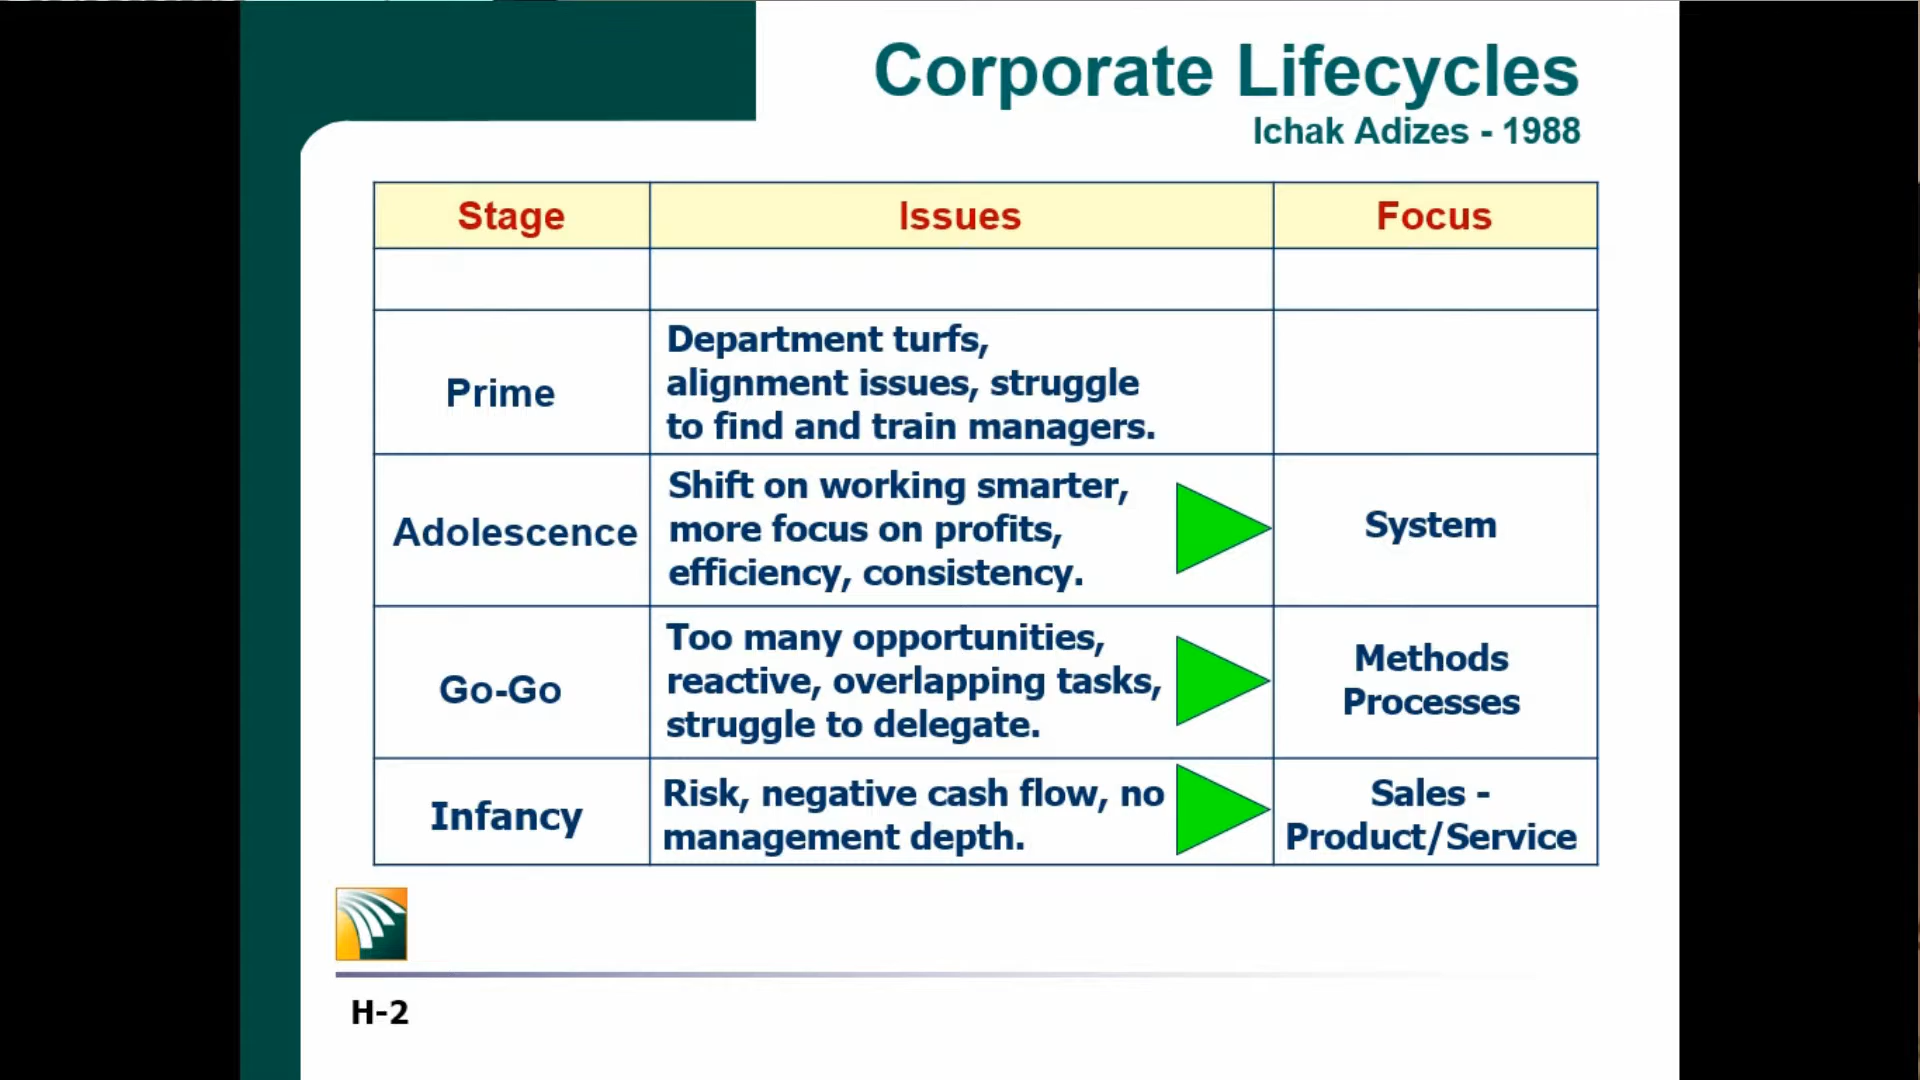 Corporate Lifecycles
Ichak Adizes - 1988
Stage
Issues
Focus
Prime
Department turfs,
alignment issues, struggle
to find and train managers.
Adolescence
Shift on working smarter,
more focus on profits,
efficiency, consistency.
System
Go-Go
Too many opportunities,
reactive, overlapping tasks,
struggle to delegate.
Methods
Processes
Infancy
Risk, negative cash flow, no
management depth.
Sales -
Product/Service
H-2